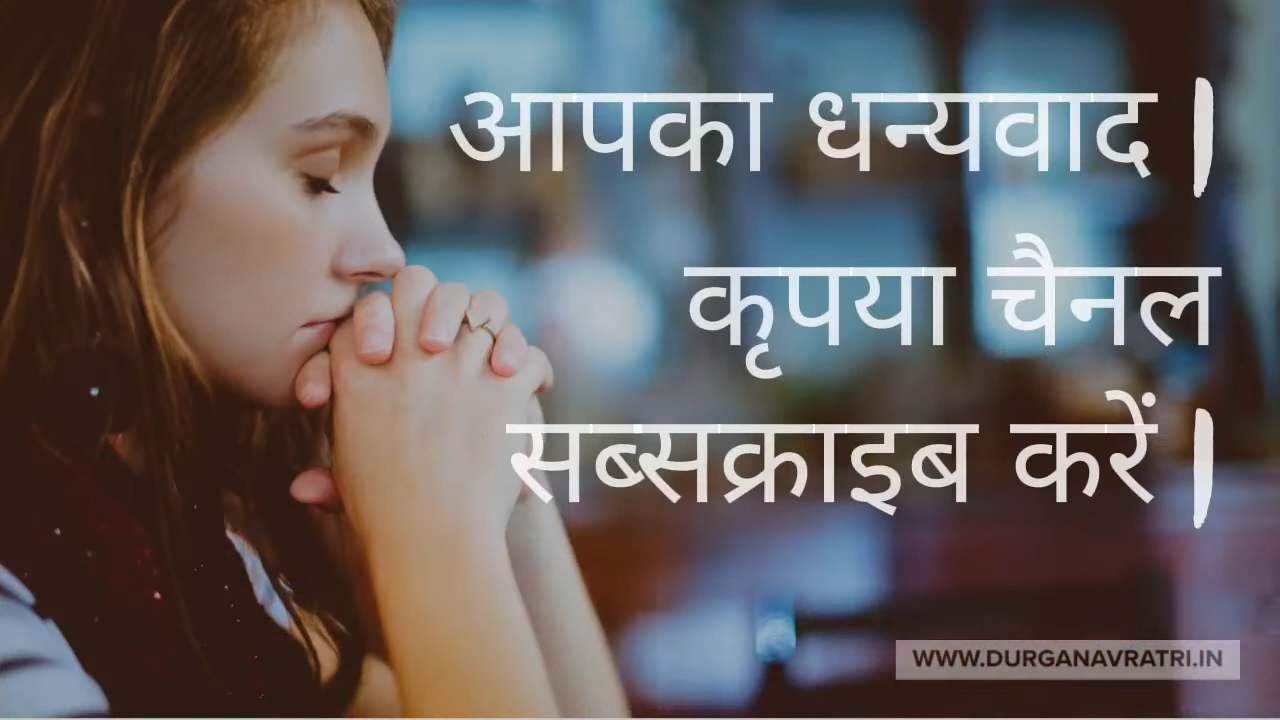 आपका धन्यवाद |
कृपया चैनल
सब्सक्राइब करें |
WWW.DURGANAVRATRI.IN